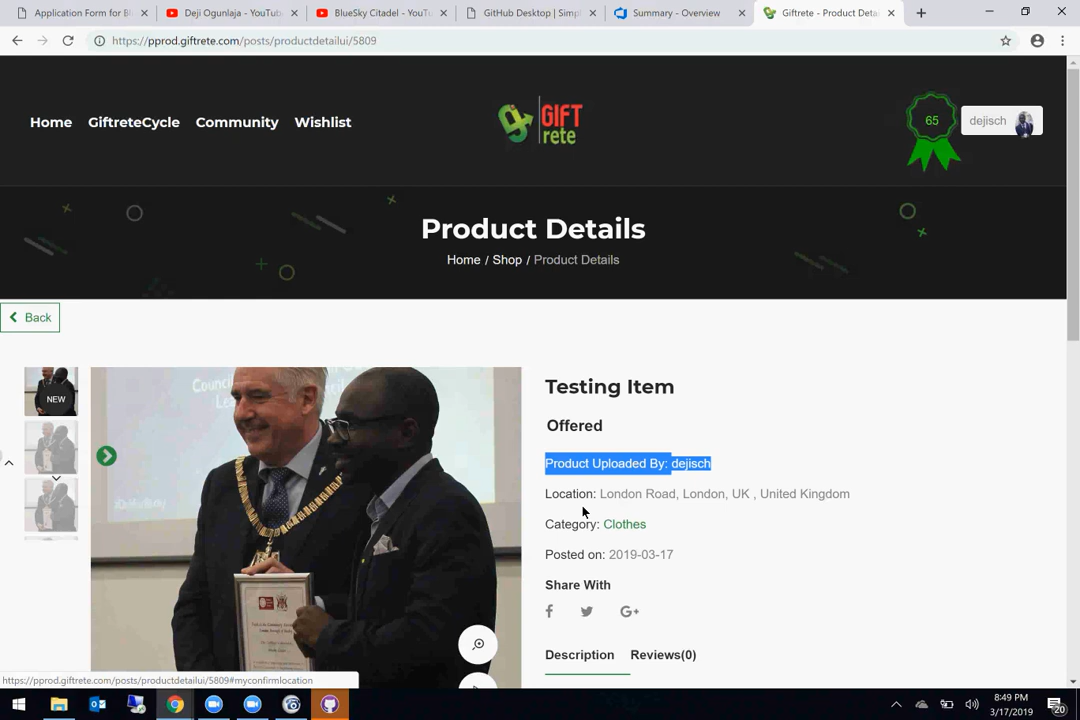 Application Form for Bl
Deji Ogunlaja - YouTub
BlueSky Citadel - YouTu
GitHub Desktop | Simpl
Summary - Overview
Giftrete - Product Detai
https://pprod.giftrete.com/posts/productdetailui/5809
Home GiftreteCycle Community Wishlist
GIFT
rete
65
dejisch
Product Details
Home / Shop / Product Details
Back
NEW
Testing Item
Offered
Product Uploaded By: dejisch
Location: London Road, London, UK , United Kingdom
Category: Clothes
Posted on: 2019-03-17
Share With
f G+
Description Reviews(0)
https://pprod.giftrete.com/posts/productdetailui/5809#myconfirmlocation
8:49 PM
3/17/2019
20